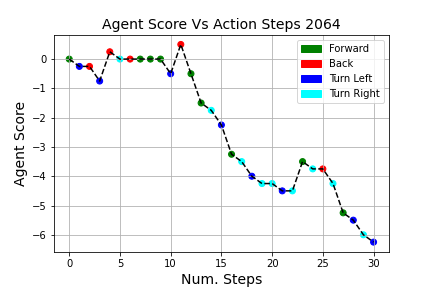 Agent Score Vs Action Steps 2064
Forward
Back
Turn Left
Turn Right
0
−1
−2
−3
−4
−5
−6
Agent Score
0 5 10 15 20 25 30
Num. Steps